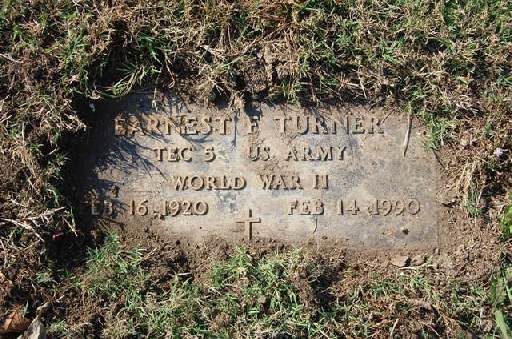 EARNEST F TURNER
TEC 5 US ARMY
WORLD WAR II
16 1920 FEB 14 1990